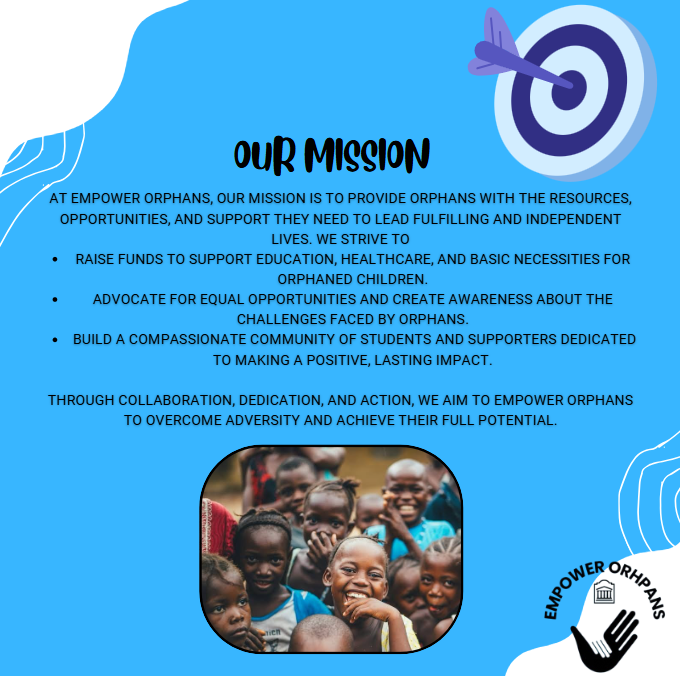 OUR MISSION
AT EMPOWER ORPHANS, OUR MISSION IS TO PROVIDE ORPHANS WITH THE RESOURCES,
OPPORTUNITIES, AND SUPPORT THEY NEED TO LEAD FULFILLING AND INDEPENDENT
LIVES. WE STRIVE TO
• RAISE FUNDS TO SUPPORT EDUCATION, HEALTHCARE, AND BASIC NECESSITIES FOR
ORPHANED CHILDREN.
• ADVOCATE FOR EQUAL OPPORTUNITIES AND CREATE AWARENESS ABOUT THE
CHALLENGES FACED BY ORPHANS.
• BUILD A COMPASSIONATE COMMUNITY OF STUDENTS AND SUPPORTERS DEDICATED
TO MAKING A POSITIVE, LASTING IMPACT.
THROUGH COLLABORATION, DEDICATION, AND ACTION, WE AIM TO EMPOWER ORPHANS
TO OVERCOME ADVERSITY AND ACHIEVE THEIR FULL POTENTIAL.
EMPOWER ORHPANS